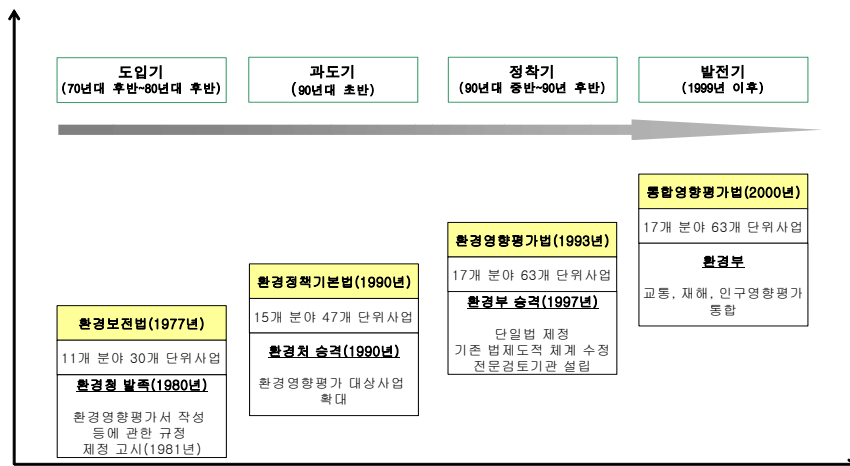 도입기
(70년대 후반~80년대 후반)
과도기
(90년대 초반)
정착기
(90년대 중반~90년 후반)
발전기
(1999년 이후)
환경보전법(1977년)
11개 분야 30개 단위사업
환경청 발족(1980년)
환경영향평가서 작성
등에 관한 규정
제정 고시(1981년)
환경정책기본법(1990년)
15개 분야 47개 단위사업
환경처 승격(1990년)
환경영향평가 대상사업
확대
환경영향평가법(1993년)
17개 분야 63개 단위사업
환경부 승격(1997년)
단일법 제정
기존 법제도적 체계 수정
전문검토기관 설립
통합영향평가법(2000년)
17개 분야 63개 단위사업
환경부
교통, 재해, 인구영향평가
통합